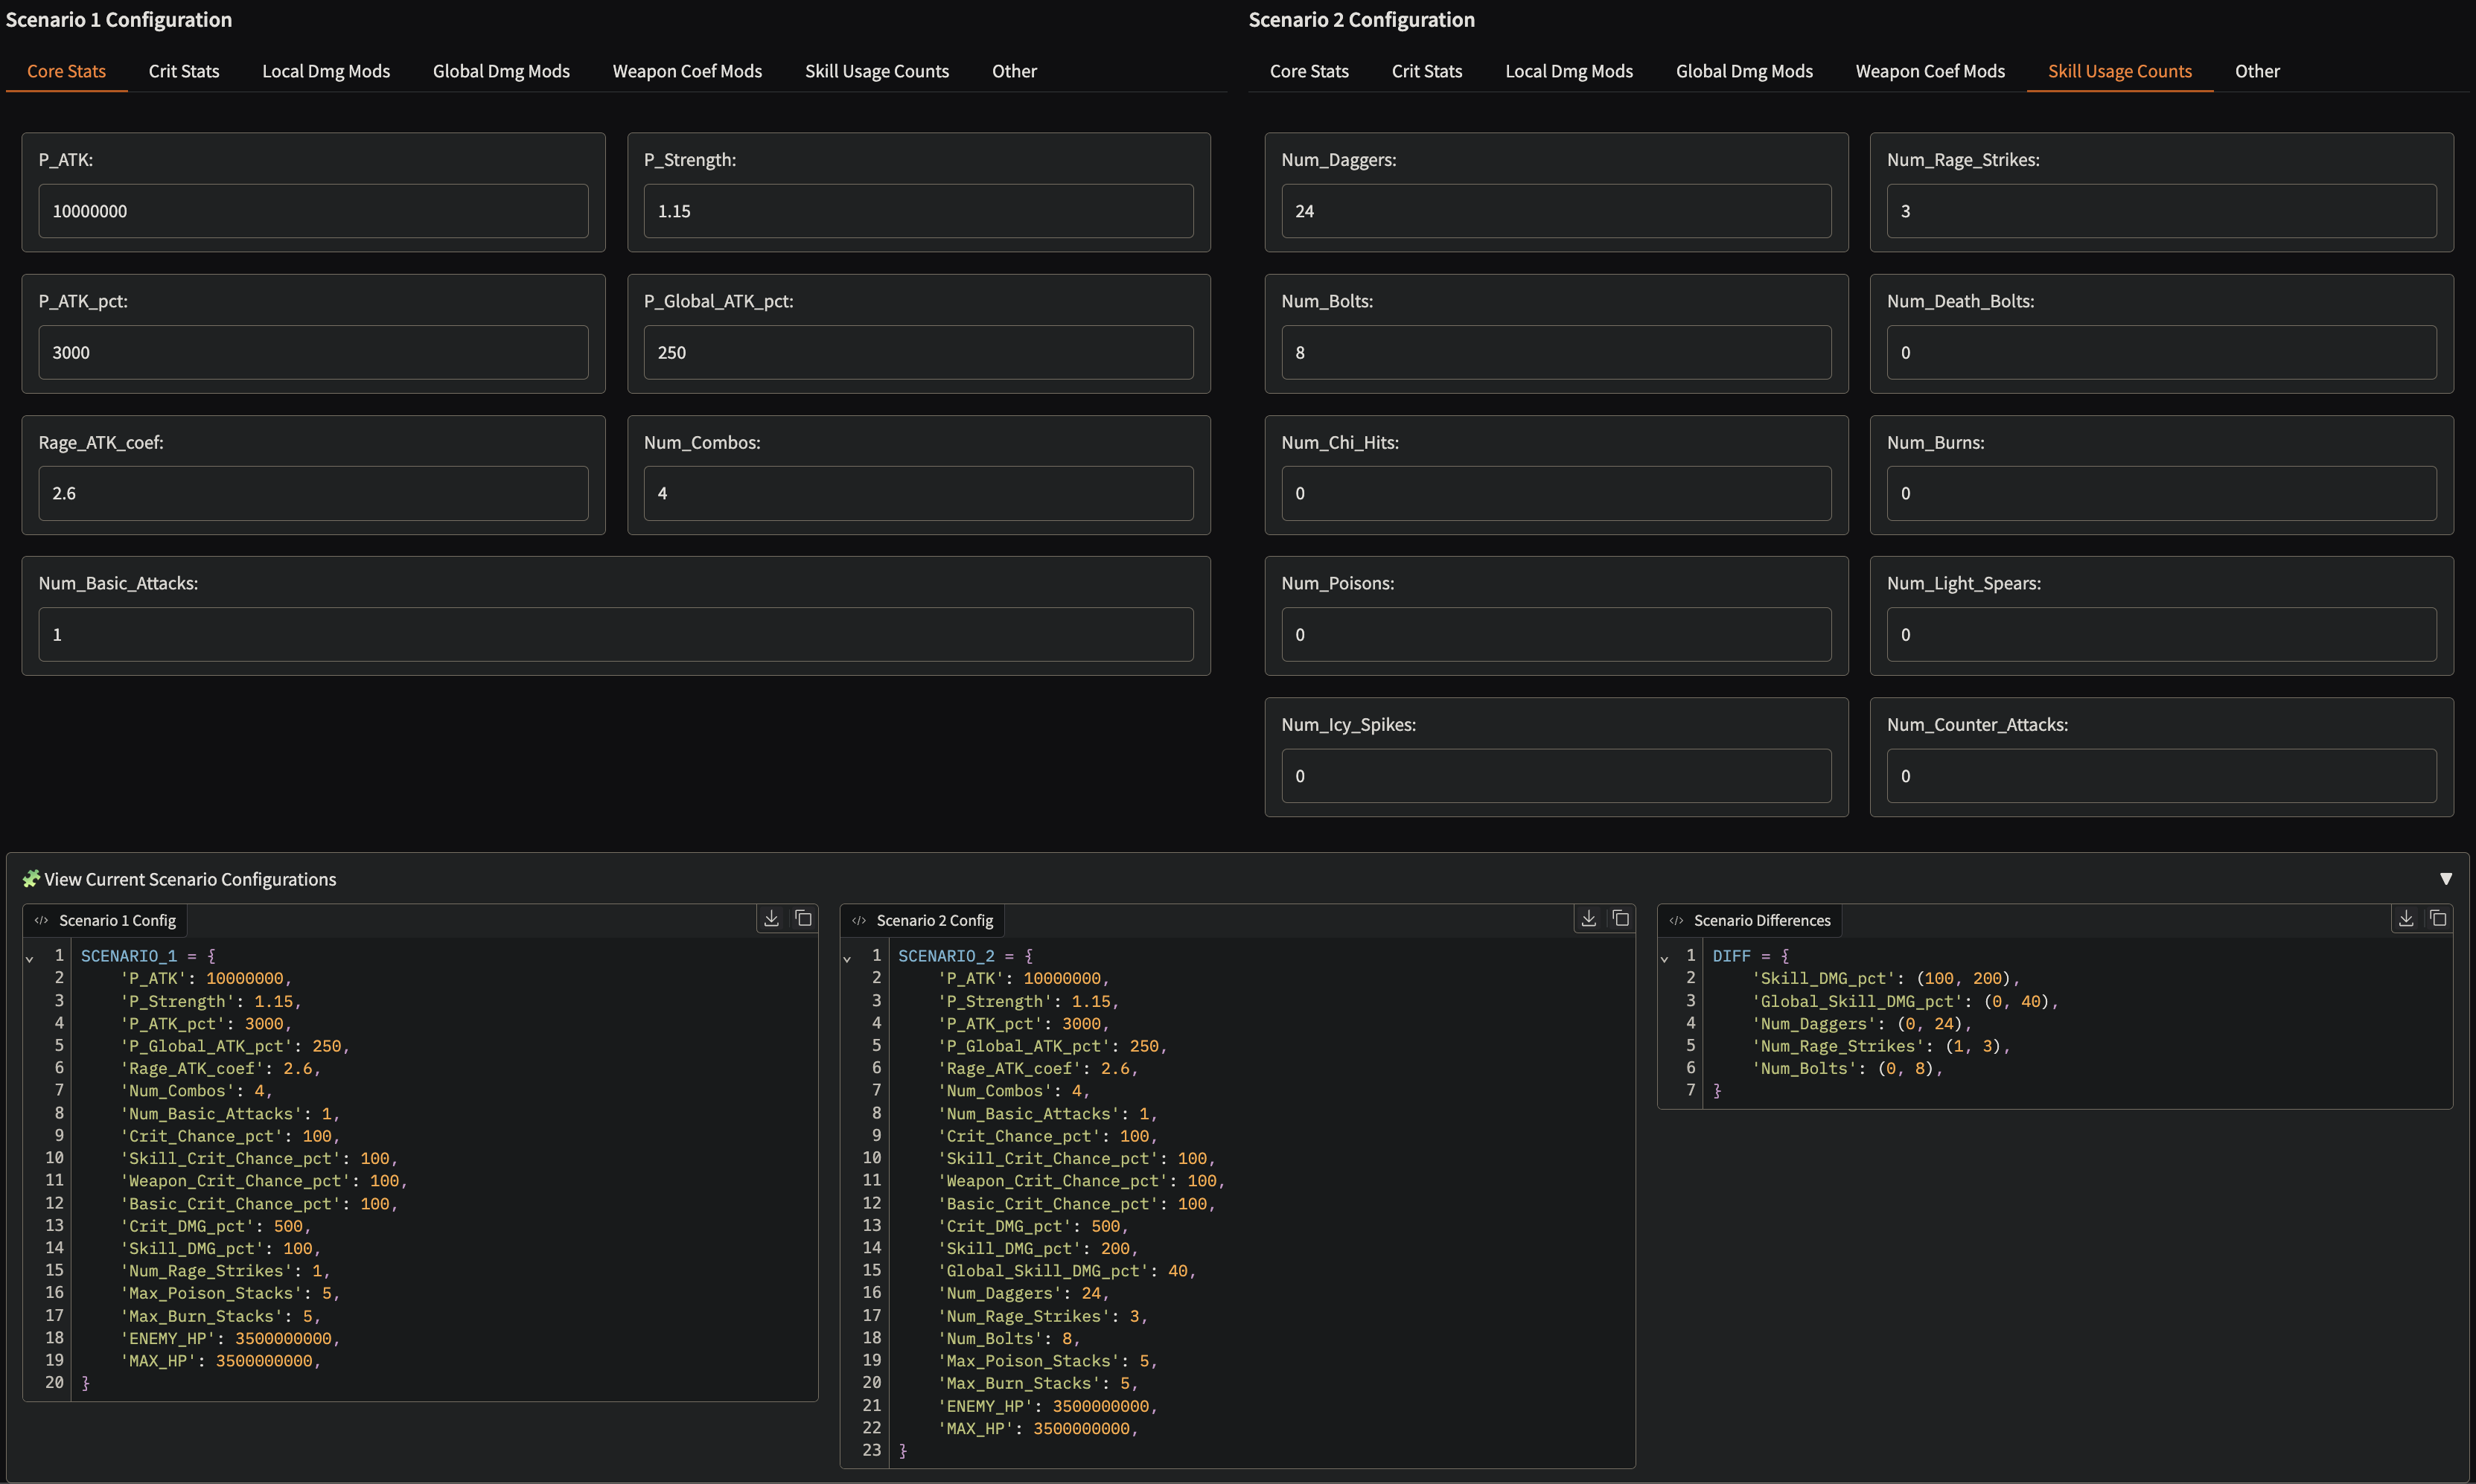 Scenario 1 Configuration
Core Stats Crit Stats Local Dmg Mods Global Dmg Mods Weapon Coef Mods Skill Usage Counts Other
P_ATK:
10000000
P_Strength:
1.15
P_ATK_pct:
3000
P_Global_ATK_pct:
250
Rage_ATK_coef:
2.6
Num_Combos:
4
Num_Basic_Attacks:
1
Scenario 2 Configuration
Core Stats Crit Stats Local Dmg Mods Global Dmg Mods Weapon Coef Mods Skill Usage Counts Other
Num_Daggers:
24
Num_Rage_Strikes:
3
Num_Bolts:
8
Num_Death_Bolts:
0
Num_Chi_Hits:
0
Num_Burns:
0
Num_Poisons:
0
Num_Light_Spears:
0
Num_Icy_Spikes:
0
Num_Counter_Attacks:
0
View Current Scenario Configurations
Scenario 1 Config
1 SCENARIO_1 = {
2 'P_ATK': 10000000,
3 'P_Strength': 1.15,
4 'P_ATK_pct': 3000,
5 'P_Global_ATK_pct': 250,
6 'Rage_ATK_coef': 2.6,
7 'Num_Combos': 4,
8 'Num_Basic_Attacks': 1,
9 'Crit_Chance_pct': 100,
10 'Skill_Crit_Chance_pct': 100,
11 'Weapon_Crit_Chance_pct': 100,
12 'Basic_Crit_Chance_pct': 100,
13 'Crit_DMG_pct': 500,
14 'Skill_DMG_pct': 100,
15 'Num_Rage_Strikes': 1,
16 'Max_Poison_Stacks': 5,
17 'Max_Burn_Stacks': 5,
18 'ENEMY_HP': 3500000000,
19 'MAX_HP': 3500000000,
20 }
Scenario 2 Config
1 SCENARIO_2 = {
2 'P_ATK': 10000000,
3 'P_Strength': 1.15,
4 'P_ATK_pct': 3000,
5 'P_Global_ATK_pct': 250,
6 'Rage_ATK_coef': 2.6,
7 'Num_Combos': 4,
8 'Num_Basic_Attacks': 1,
9 'Crit_Chance_pct': 100,
10 'Skill_Crit_Chance_pct': 100,
11 'Weapon_Crit_Chance_pct': 100,
12 'Basic_Crit_Chance_pct': 100,
13 'Crit_DMG_pct': 500,
14 'Skill_DMG_pct': 200,
15 'Global_Skill_DMG_pct': 40,
16 'Num_Daggers': 24,
17 'Num_Rage_Strikes': 3,
18 'Num_Bolts': 8,
19 'Max_Poison_Stacks': 5,
20 'Max_Burn_Stacks': 5,
21 'ENEMY_HP': 3500000000,
22 'MAX_HP': 3500000000,
23 }
Scenario Differences
1 DIFF = {
2 'Skill_DMG_pct': (100, 200),
3 'Global_Skill_DMG_pct': (0, 40),
4 'Num_Daggers': (0, 24),
5 'Num_Rage_Strikes': (1, 3),
6 'Num_Bolts': (0, 8),
7 }